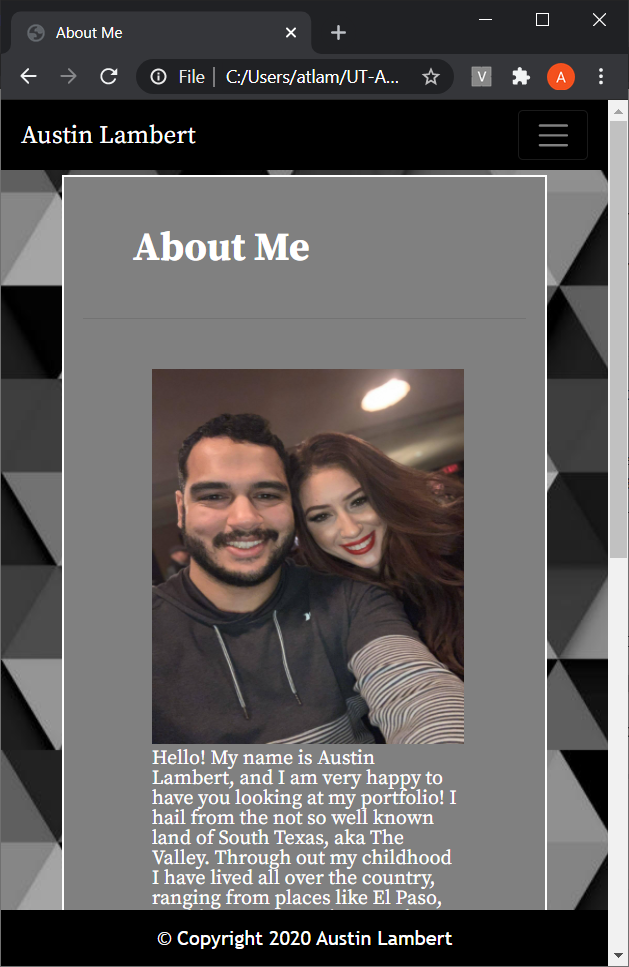 About Me
File | C:/Users/atlam/UT-A...
V
A
Austin Lambert
About Me
Hello! My name is Austin
Lambert, and I am very happy to
have you looking at my portfolio! I
hail from the not so well known
land of South Texas, aka The
Valley. Through out my childhood
I have lived all over the country,
ranging from places like El Paso,
© Copyright 2020 Austin Lambert